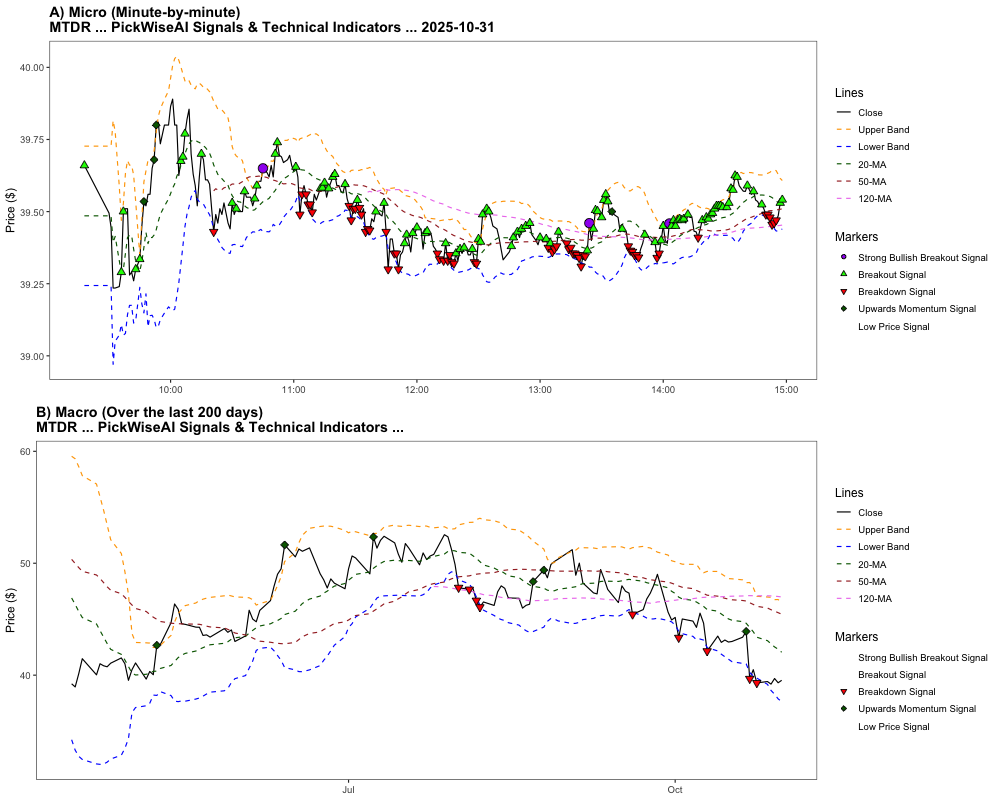 A) Micro (Minute-by-minute)
MTDR ... PickWiseAI Signals & Technical Indicators ... 2025-10-31
Price ($)
40.00
39.75
39.50
39.25
39.00
10:00
11:00
12:00
13:00
14:00
15:00
Lines
Close
Upper Band
Lower Band
20-MA
50-MA
120-MA
Markers
Strong Bullish Breakout Signal
Breakout Signal
Breakdown Signal
Upwards Momentum Signal
Low Price Signal
B) Macro (Over the last 200 days)
MTDR ... PickWiseAI Signals & Technical Indicators ...
Price ($)
60
50
40
Jul
Oct
Lines
Close
Upper Band
Lower Band
20-MA
50-MA
120-MA
Markers
Strong Bullish Breakout Signal
Breakout Signal
Breakdown Signal
Upwards Momentum Signal
Low Price Signal